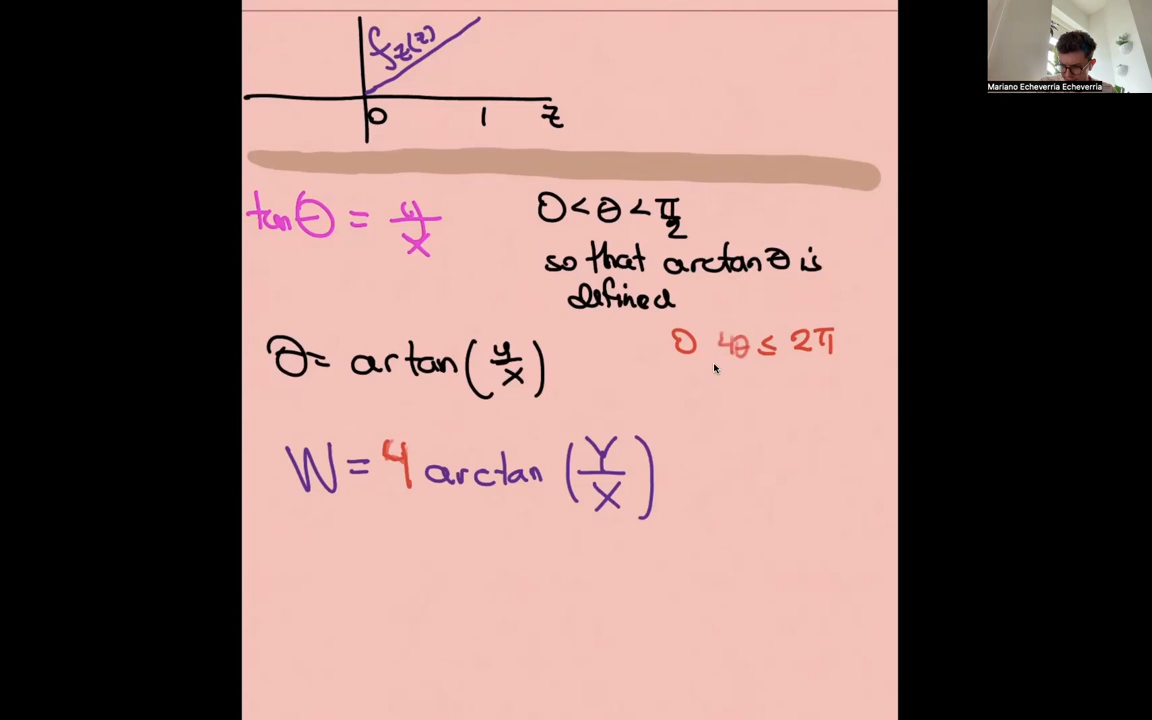 Mariano Echeverria Echeverria
f_Z(z)
0 1 z
tan θ = y/x
0 < θ < π/2
so that arctan θ is
defined
θ = artan(y/x)
0 4θ ≤ 2π
W = 4 arctan (Y/X)